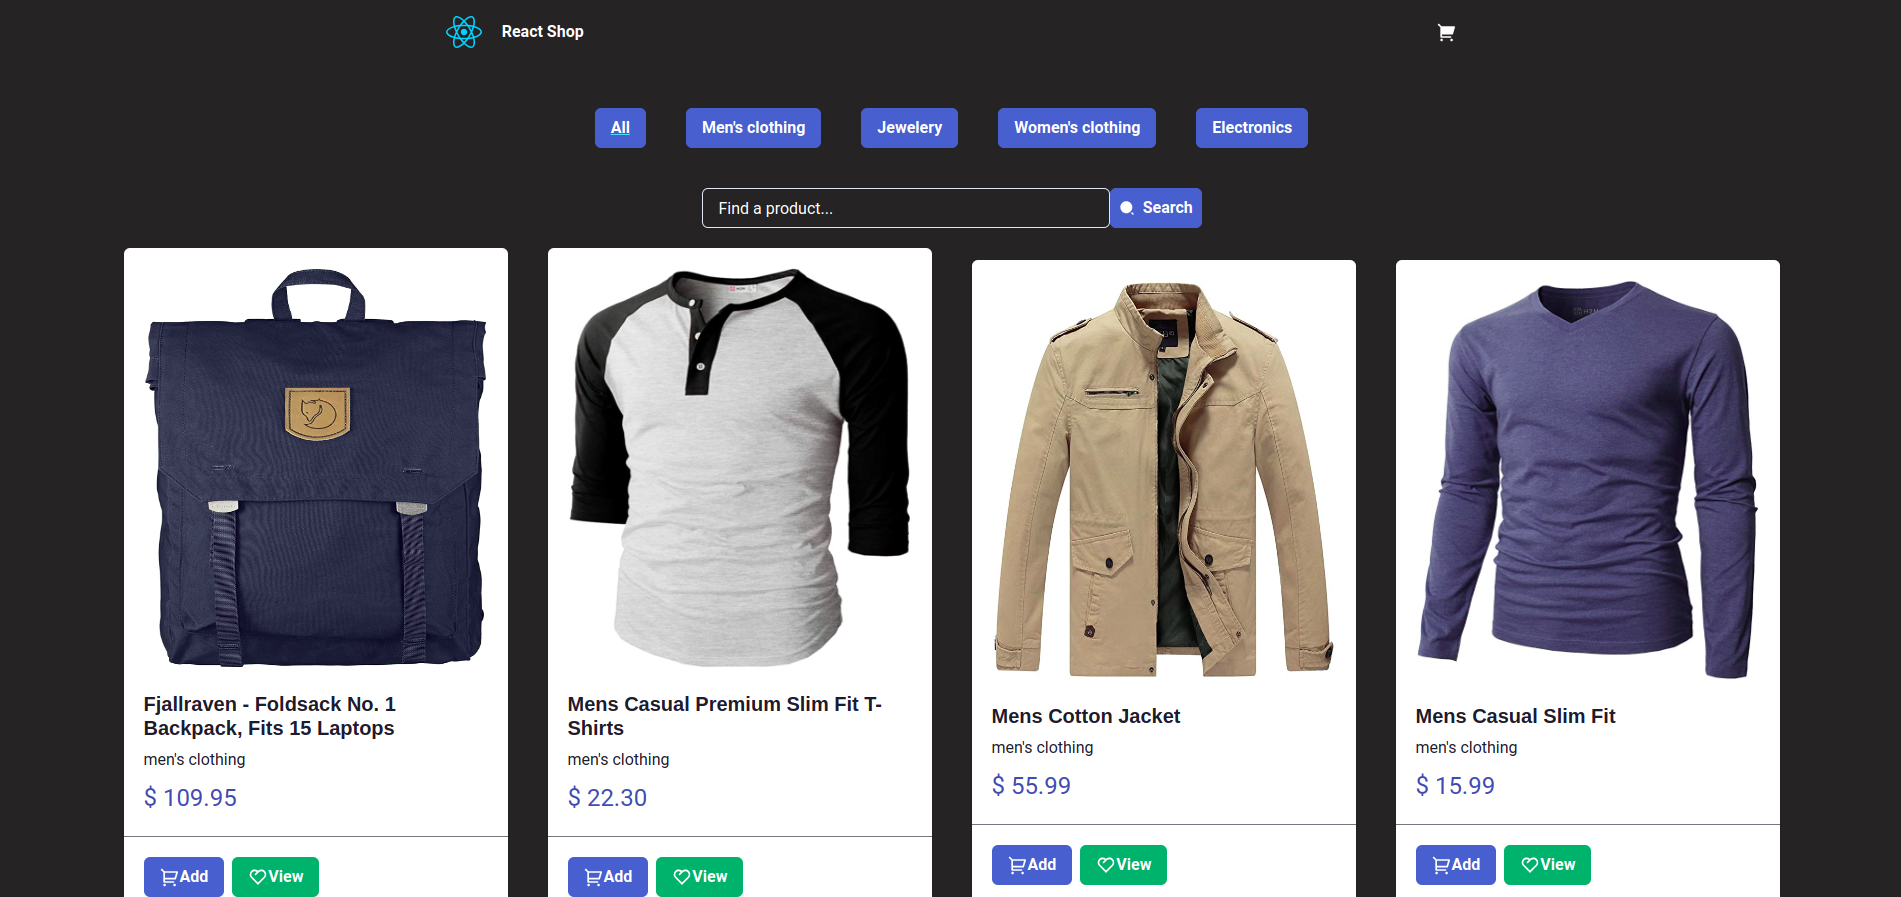 React Shop
All
Men's clothing
Jewelery
Women's clothing
Electronics
Find a product...
Search
Fjallraven - Foldsack No. 1
Backpack, Fits 15 Laptops
men's clothing
$ 109.95
Add
View
Mens Casual Premium Slim Fit T-
Shirts
men's clothing
$ 22.30
Add
View
Mens Cotton Jacket
men's clothing
$ 55.99
Add
View
Mens Casual Slim Fit
men's clothing
$ 15.99
Add
View